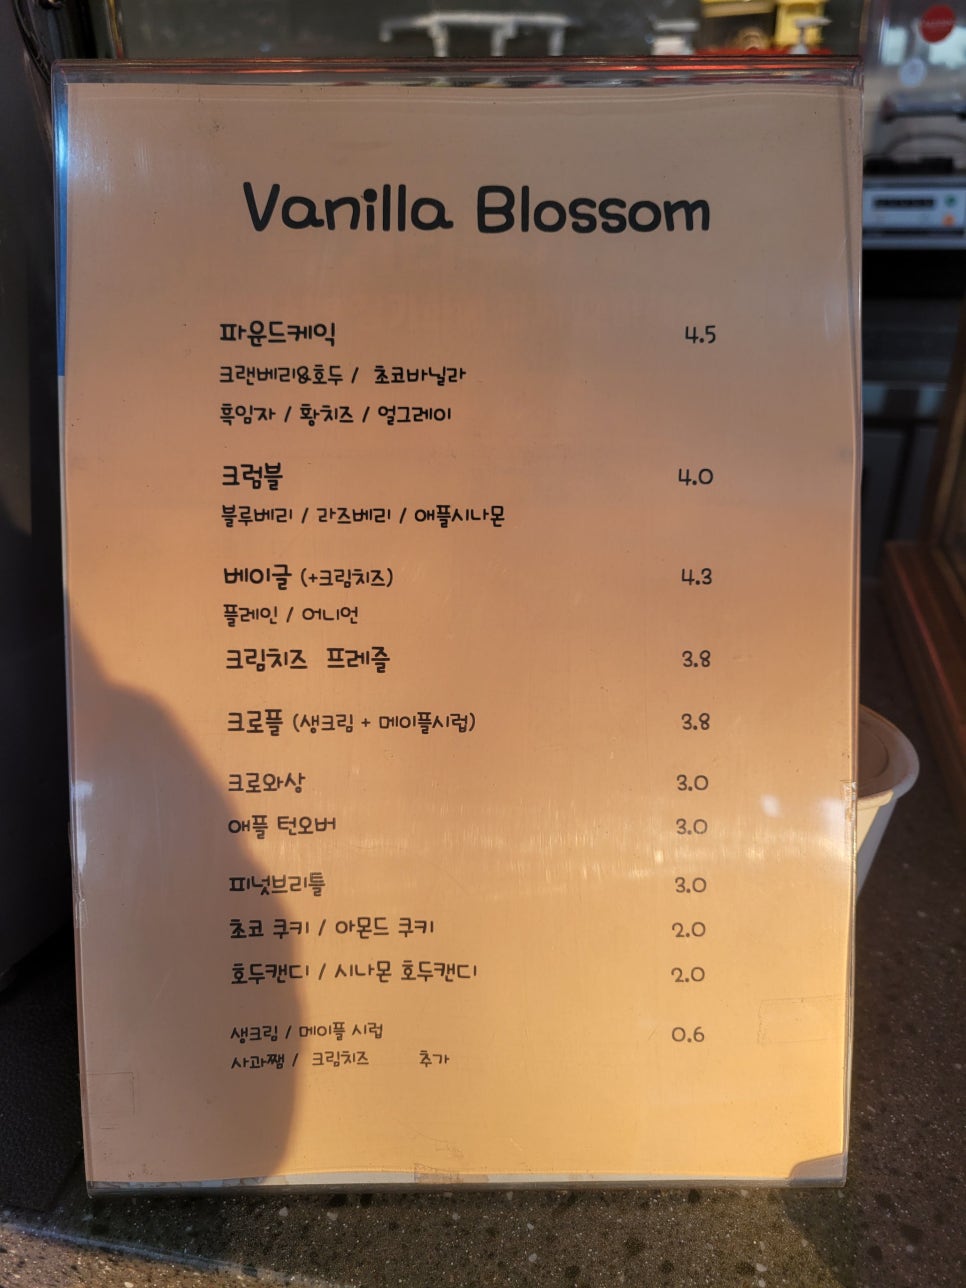 Vanilla Blossom
파운드케익 4.5
크랜베리&호두 / 초코바닐라
흑임자 / 황치즈 / 얼그레이
크럼블 4.0
블루베리 / 라즈베리 / 애플시나몬
베이글 (+크림치즈) 4.3
플레인 / 어니언
크림치즈 프레즐 3.8
크로플 (생크림 + 메이플시럽) 3.8
크로와상 3.0
애플 턴오버 3.0
피넛브리틀 3.0
초코 쿠키 / 아몬드 쿠키 2.0
호두캔디 / 시나몬 호두캔디 2.0
생크림 / 메이플 시럽 0.6
사과쨈 / 크림치즈 추가